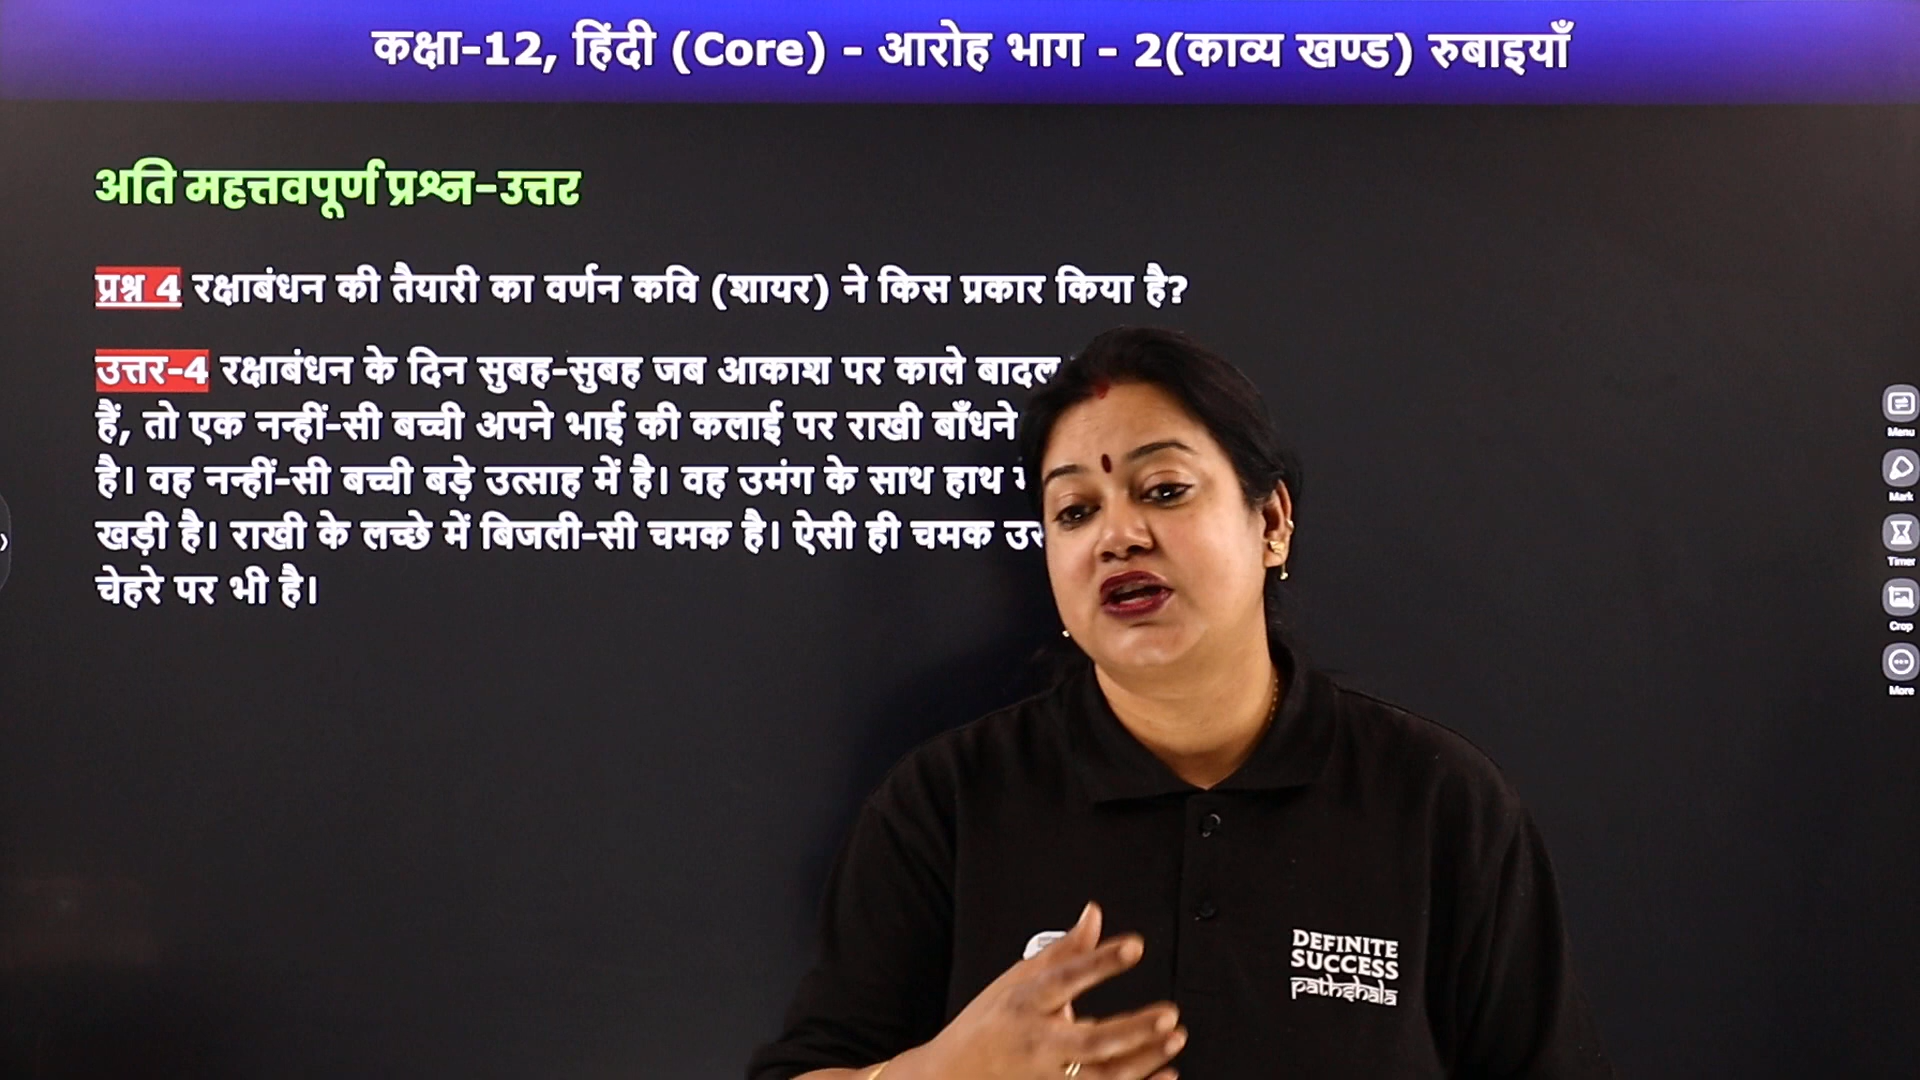 कक्षा-12, हिंदी (Core) - आरोह भाग - 2(काव्य खण्ड) रुबाइयाँ
अति महत्तवपूर्ण प्रश्न-उत्तर
प्रश्न 4 रक्षाबंधन की तैयारी का वर्णन कवि (शायर) ने किस प्रकार किया है?
उत्तर-4 रक्षाबंधन के दिन सुबह-सुबह जब आकाश पर काले बादल
हैं, तो एक नन्हीं-सी बच्ची अपने भाई की कलाई पर राखी बाँधने
है। वह नन्हीं-सी बच्ची बड़े उत्साह में है। वह उमंग के साथ हाथ
खड़ी है। राखी के लच्छे में बिजली-सी चमक है। ऐसी ही चमक
चेहरे पर भी है।
Menu
Mark
Timer
Crop
More
DEFINITE
SUCCESS
pathshala